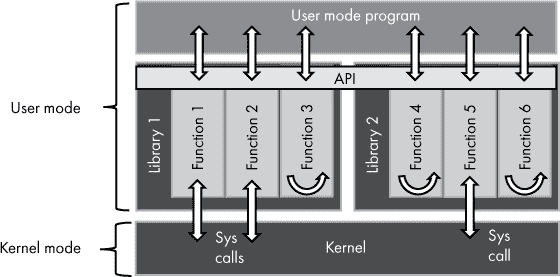 User mode program
API
User mode
Library 1
Function 1
Function 2
Function 3
Library 2
Function 4
Function 5
Function 6
Kernel mode
Sys
calls
Kernel
Sys
call